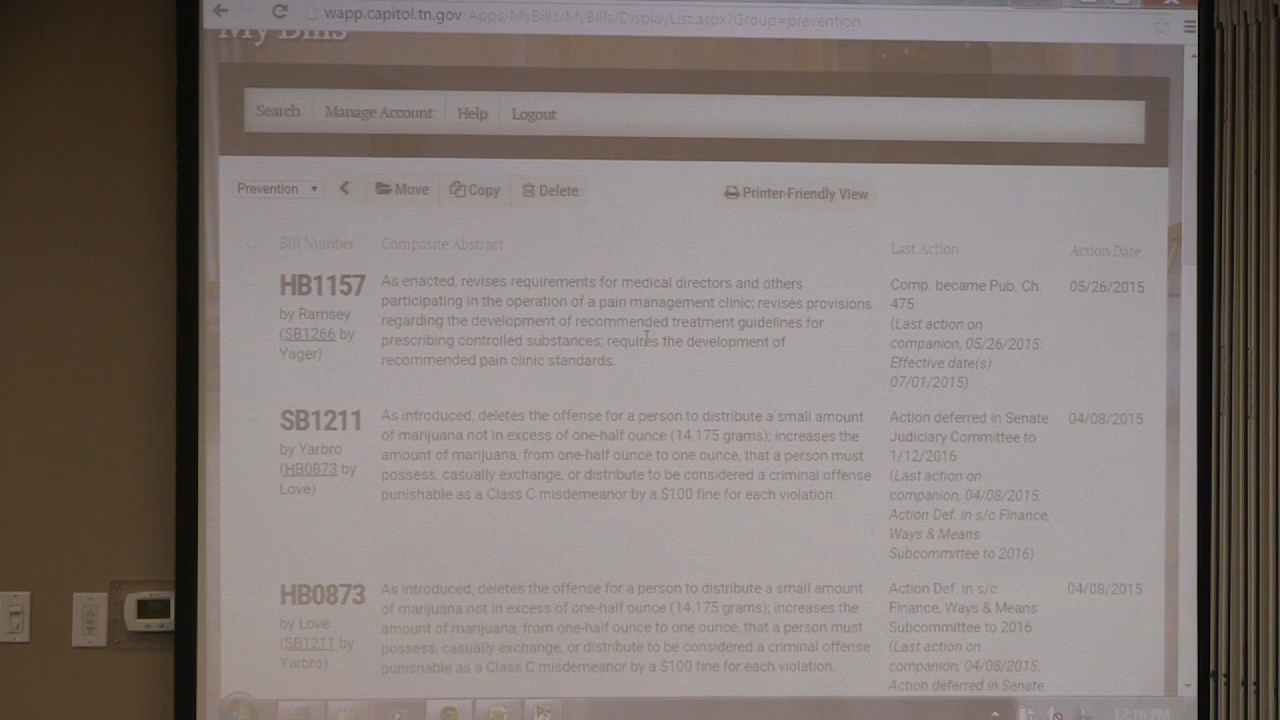 wapp.capitol.tn.gov/Apps/MyBills/MyBills/DisplayList.aspx?Group=prevention
My Bills
Search Manage Account Help Logout
Prevention Move Copy Delete Printer-Friendly View
Bill Number Composite Abstract Last Action Action Date
HB1157
by Ramsey
(SB1266 by
Yager)
As enacted, revises requirements for medical directors and others
participating in the operation of a pain management clinic; revises provisions
regarding the development of recommended treatment guidelines for
prescribing controlled substances; requires the development of
recommended pain clinic standards.
Comp. became Pub. Ch.
475
(Last action on
companion, 05/26/2015:
Effective date(s)
07/01/2015)
05/26/2015
SB1211
by Yarbro
(HB0873 by
Love)
As introduced, deletes the offense for a person to distribute a small amount
of marijuana not in excess of one-half ounce (14.175 grams); increases the
amount of marijuana, from one-half ounce to one ounce, that a person must
possess, casually exchange, or distribute to be considered a criminal offense
punishable as a Class C misdemeanor by a $100 fine for each violation.
Action deferred in Senate
Judiciary Committee to
1/12/2016
(Last action on
companion, 04/08/2015:
Action Def. in s/c Finance,
Ways & Means
Subcommittee to 2016)
04/08/2015
HB0873
by Love
(SB1211 by
Yarbro)
As introduced, deletes the offense for a person to distribute a small amount
of marijuana not in excess of one-half ounce (14.175 grams); increases the
amount of marijuana, from one-half ounce to one ounce, that a person must
possess, casually exchange, or distribute to be considered a criminal offense
punishable as a Class C misdemeanor by a $100 fine for each violation.
Action Def. in s/c
Finance, Ways & Means
Subcommittee to 2016
(Last action on
companion, 04/08/2015:
Action deferred in Senate
04/08/2015
12:16 PM